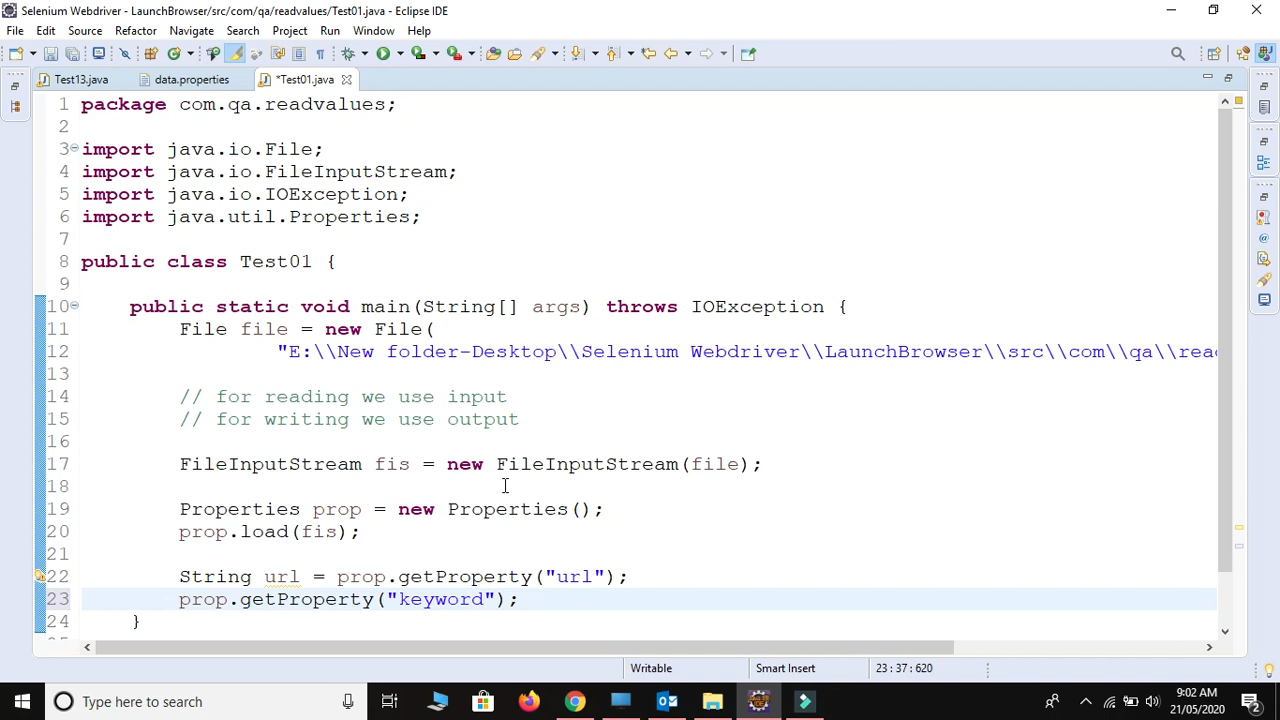 Selenium Webdriver - LaunchBrowser/src/com/qa/readvalues/Test01.java - Eclipse IDE
File Edit Source Refactor Navigate Search Project Run Window Help
Test13.java data.properties *Test01.java
1 package com.qa.readvalues;
2
3 import java.io.File;
4 import java.io.FileInputStream;
5 import java.io.IOException;
6 import java.util.Properties;
7
8 public class Test01 {
9
10 public static void main(String[] args) throws IOException {
11 File file = new File(
12 "E:\\New folder-Desktop\\Selenium Webdriver\\LaunchBrowser\\src\\com\\qa\\rea
13
14 // for reading we use input
15 // for writing we use output
16
17 FileInputStream fis = new FileInputStream(file);
18
19 Properties prop = new Properties();
20 prop.load(fis);
21
22 String url = prop.getProperty("url");
23 prop.getProperty("keyword");
24 }
Writable Smart Insert 23 : 37 : 620
Type here to search
9:02 AM
21/05/2020
2